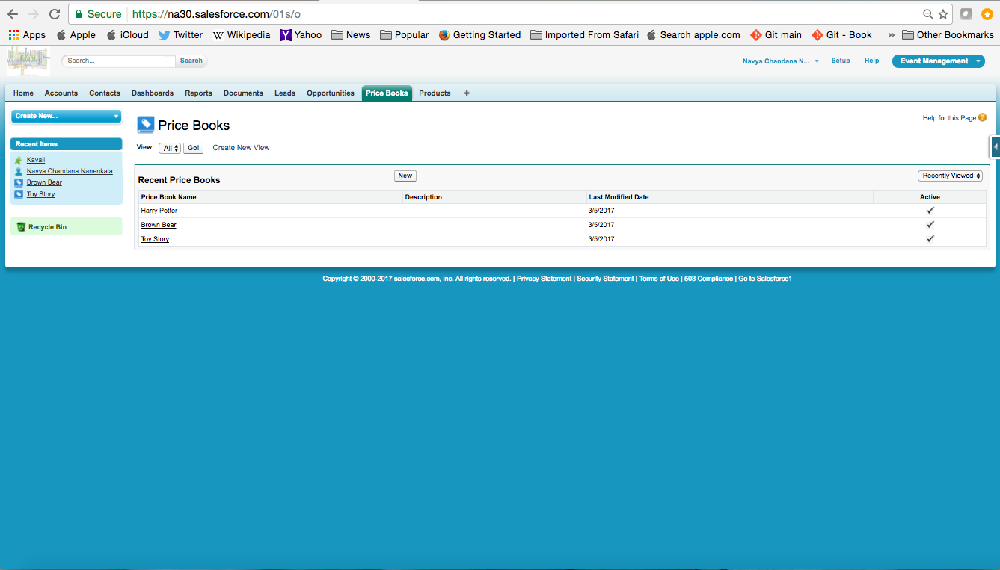 Secure https://na30.salesforce.com/01s/o
Apps Apple iCloud Twitter W Wikipedia Y Yahoo News Popular Getting Started Imported From Safari Search apple.com Git main Git - Book » Other Bookmarks
Event
Search... Search Navya Chandana N... Setup Help Event Management
Home Accounts Contacts Dashboards Reports Documents Leads Opportunities Price Books Products +
Create New...
Price Books
Help for this Page ?
View: All Go! Create New View
Recent Items
Kavali
Navya Chandana Nanenkala
Brown Bear
Toy Story
Recycle Bin
Recent Price Books New Recently Viewed
Price Book Name Description Last Modified Date Active
Harry Potter 3/5/2017 ✓
Brown Bear 3/5/2017 ✓
Toy Story 3/5/2017 ✓
Copyright © 2000-2017 salesforce.com, inc. All rights reserved. | Privacy Statement | Security Statement | Terms of Use | 508 Compliance | Go to Salesforce1